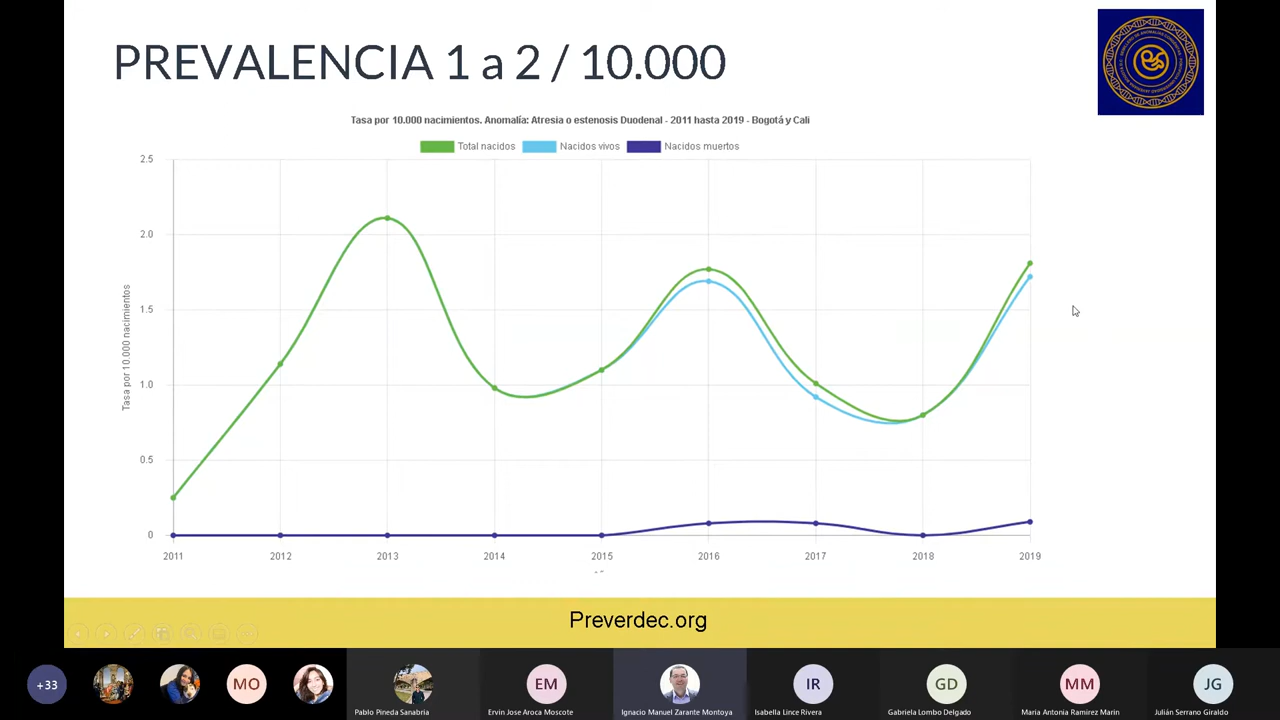 PREVALENCIA 1 a 2 / 10.000
Tasa por 10.000 nacimientos. Anomalía: Atresia o estenosis Duodenal - 2011 hasta 2019 - Bogotá y Cali
Total nacidos Nacidos vivos Nacidos muertos
Tasa por 10.000 nacimientos
2.5
2.0
1.5
1.0
0.5
0
2011 2012 2013 2014 2015 2016 2017 2018 2019
Preverdec.org
+33 MO EM IR GD MM JG
Pablo Pineda Sanabria Ervin Jose Aroca Moscote Ignacio Manuel Zarante Montoya Isabella Lince Rivera Gabriela Lombo Delgado Maria Antonia Ramirez Marin Julián Serrano Giraldo